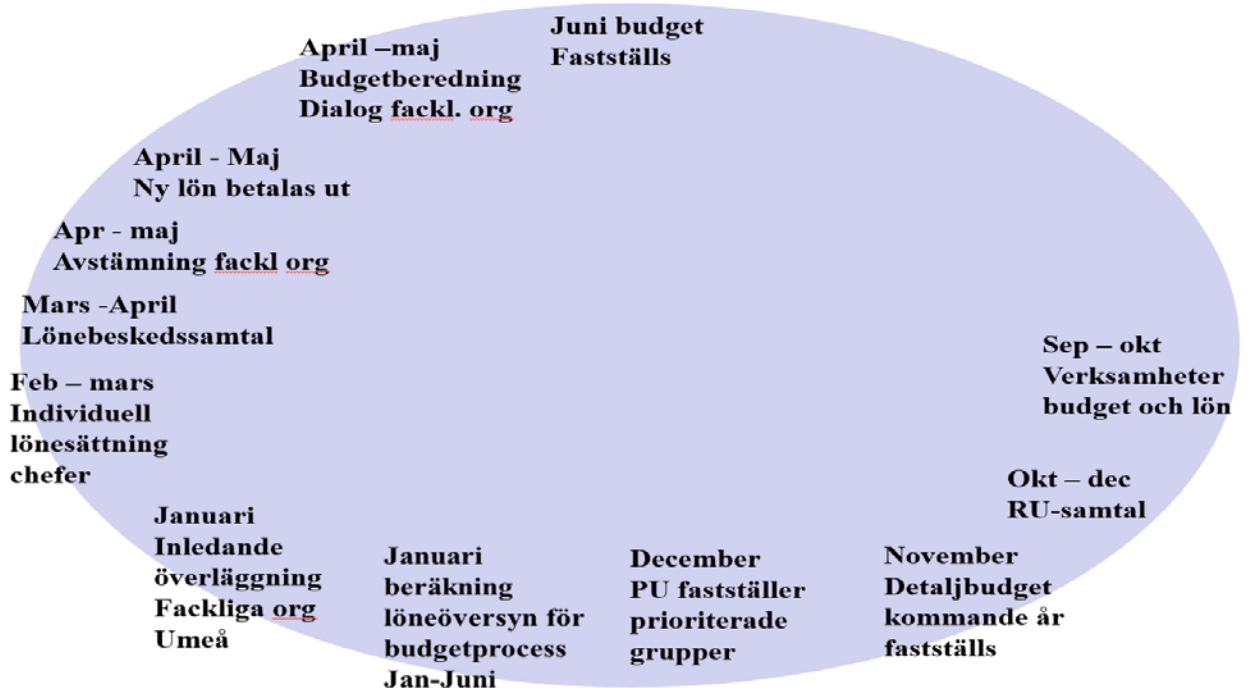 Juni budget
Fastställs
April –maj
Budgetberedning
Dialog fackl. org
April - Maj
Ny lön betalas ut
Apr - maj
Avstämning fackl org
Mars -April
Lönebeskedssamtal
Feb – mars
Individuell
lönesättning
chefer
Januari
Inledande
överläggning
Fackliga org
Umeå
Januari
beräkning
löneöversyn för
budgetprocess
Jan-Juni
December
PU fastställer
prioriterade
grupper
November
Detaljbudget
kommande år
fastställs
Okt – dec
RU-samtal
Sep – okt
Verksamheter
budget och lön